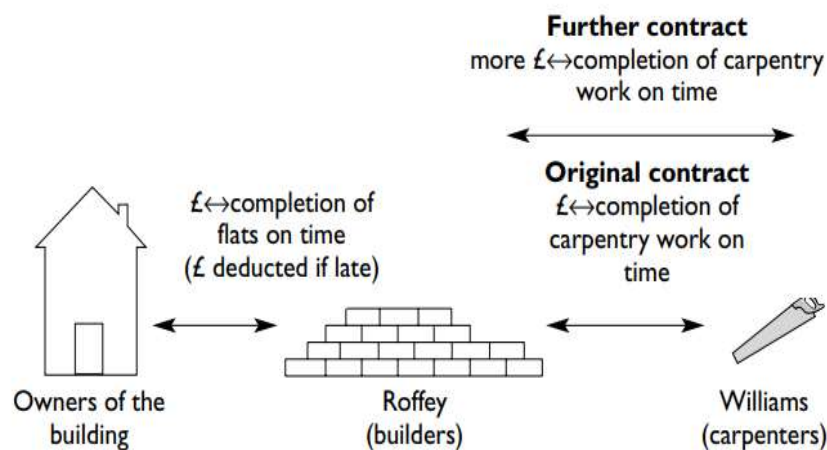 Further contract
more £↔completion of carpentry
work on time
Original contract
£↔completion of
carpentry work on
time
£↔completion of
flats on time
(£ deducted if late)
Owners of the
building
Roffey
(builders)
Williams
(carpenters)